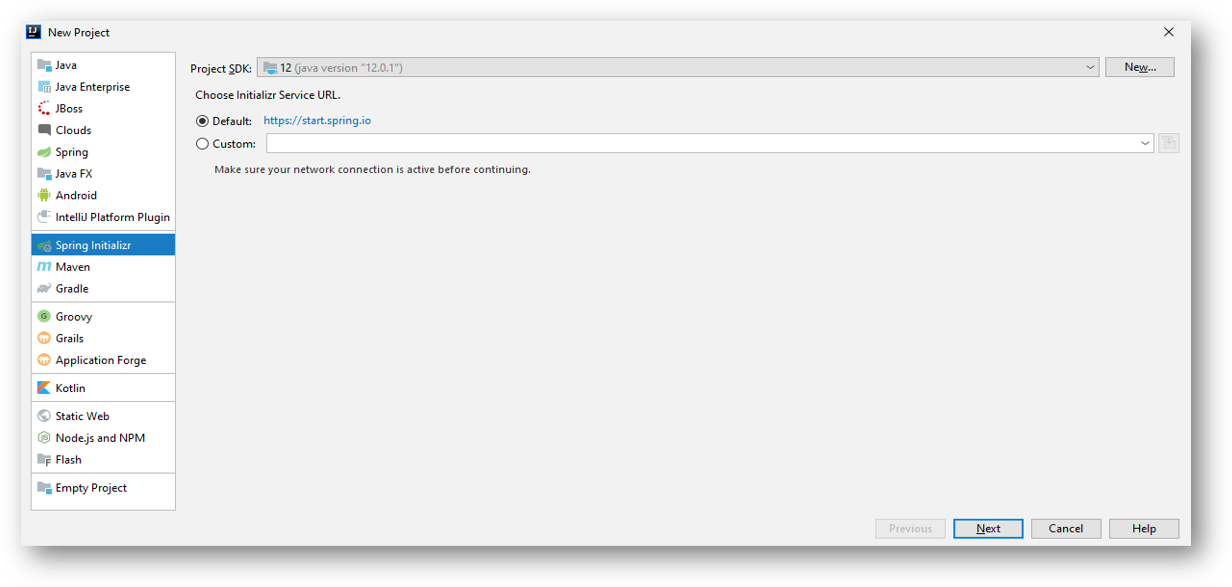 New Project
Java
Java Enterprise
JBoss
Clouds
Spring
Java FX
Android
IntelliJ Platform Plugin
Spring Initializr
Maven
Gradle
Groovy
Grails
Application Forge
Kotlin
Static Web
Node.js and NPM
Flash
Empty Project
Project SDK: 12 (java version "12.0.1") New...
Choose Initializr Service URL.
Default: https://start.spring.io
Custom:
Make sure your network connection is active before continuing.
Previous Next Cancel Help